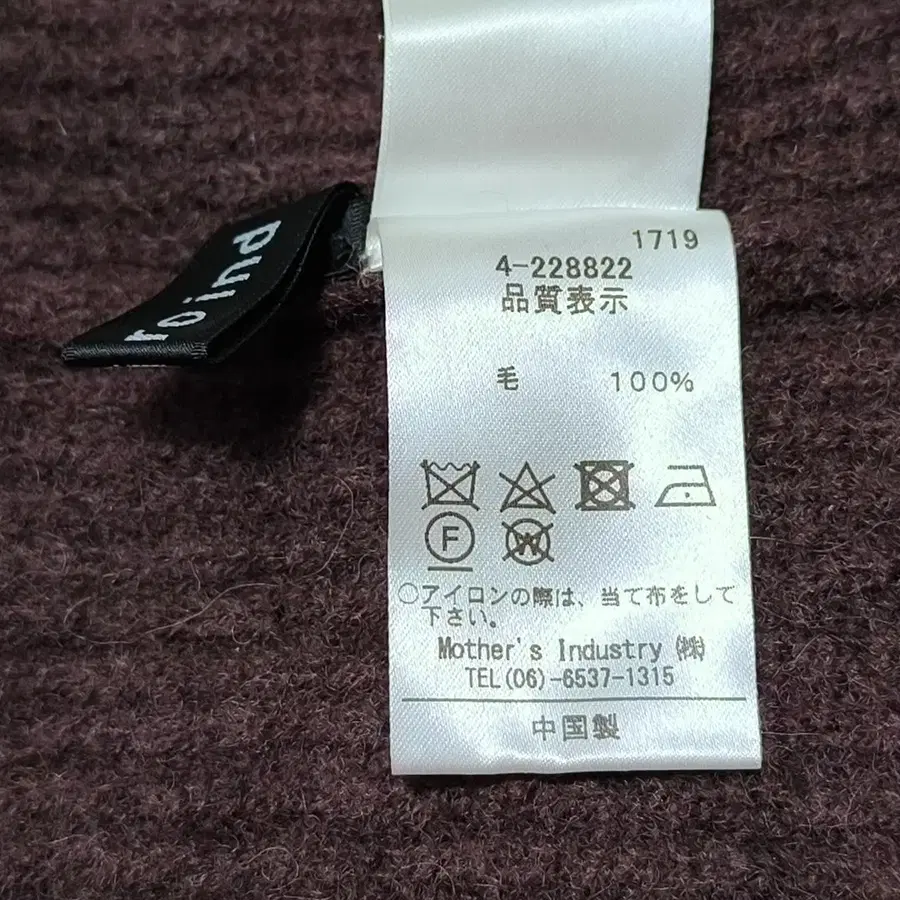 roind
1719
4-228822
品質表示
毛 100%
F W
○アイロンの際は、当て布をして
下さい。
Mother's Industry ㈱
TEL(06)-6537-1315
中国製